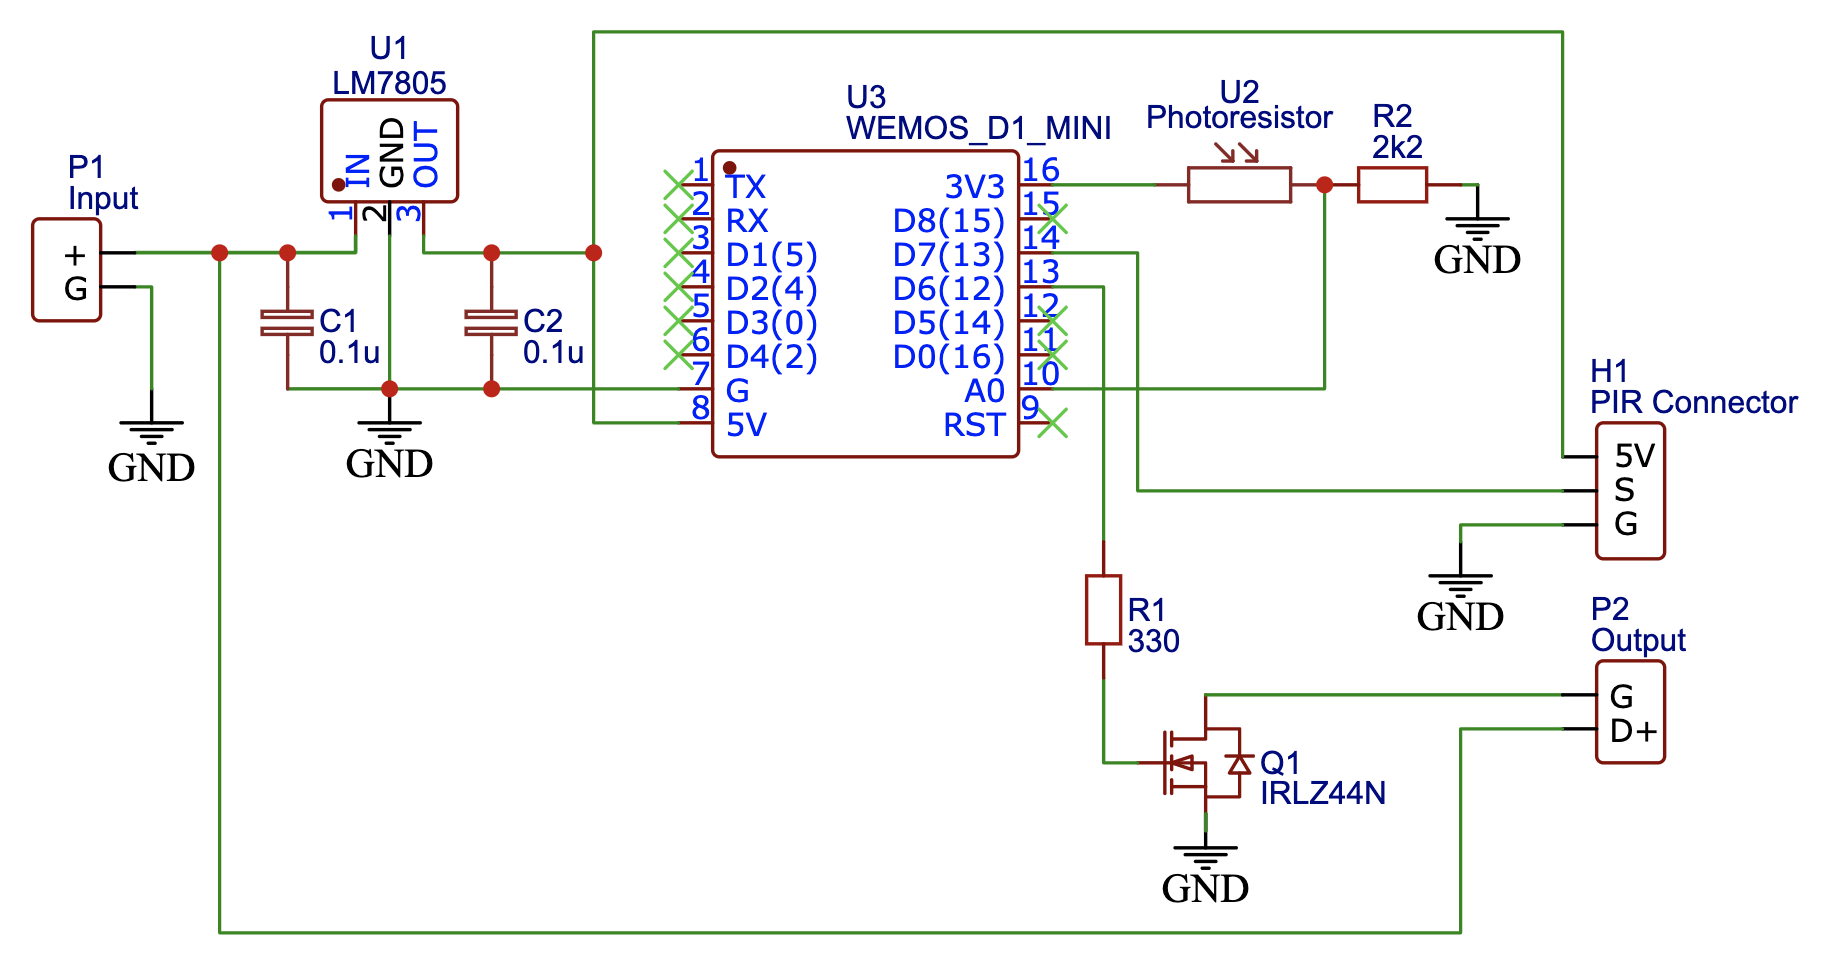 U1
LM7805
IN
GND
OUT
1
2
3
P1
Input
+
G
C1
0.1u
C2
0.1u
GND
GND
U3
WEMOS_D1_MINI
1 TX
2 RX
3 D1(5)
4 D2(4)
5 D3(0)
6 D4(2)
7 G
8 5V
3V3 16
D8(15) 15
D7(13) 14
D6(12) 13
D5(14) 12
D0(16) 11
A0 10
RST 9
U2
Photoresistor
R2
2k2
GND
H1
PIR Connector
5V
S
G
GND
R1
330
P2
Output
G
D+
Q1
IRLZ44N
GND